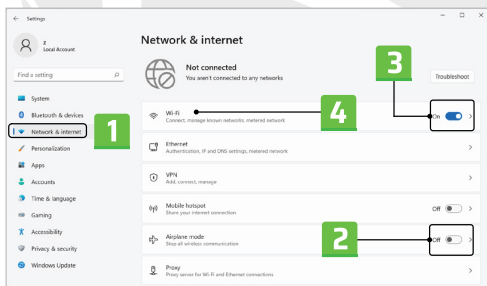 Settings
z
Local Account
Find a setting
System
Bluetooth & devices
Network & internet
Personalization
Apps
Accounts
Time & language
Gaming
Accessibility
Privacy & security
Windows Update
1
Network & internet
Not connected
You aren't connected to any networks
Troubleshoot
3
Wi-Fi
Connect, manage known networks, metered network
4
On
Ethernet
Authentication, IP and DNS settings, metered network
VPN
Add, connect, manage
Mobile hotspot
Share your internet connection
Off
Airplane mode
Stop all wireless communication
2
Off
Proxy
Proxy server for Wi-Fi and Ethernet connections